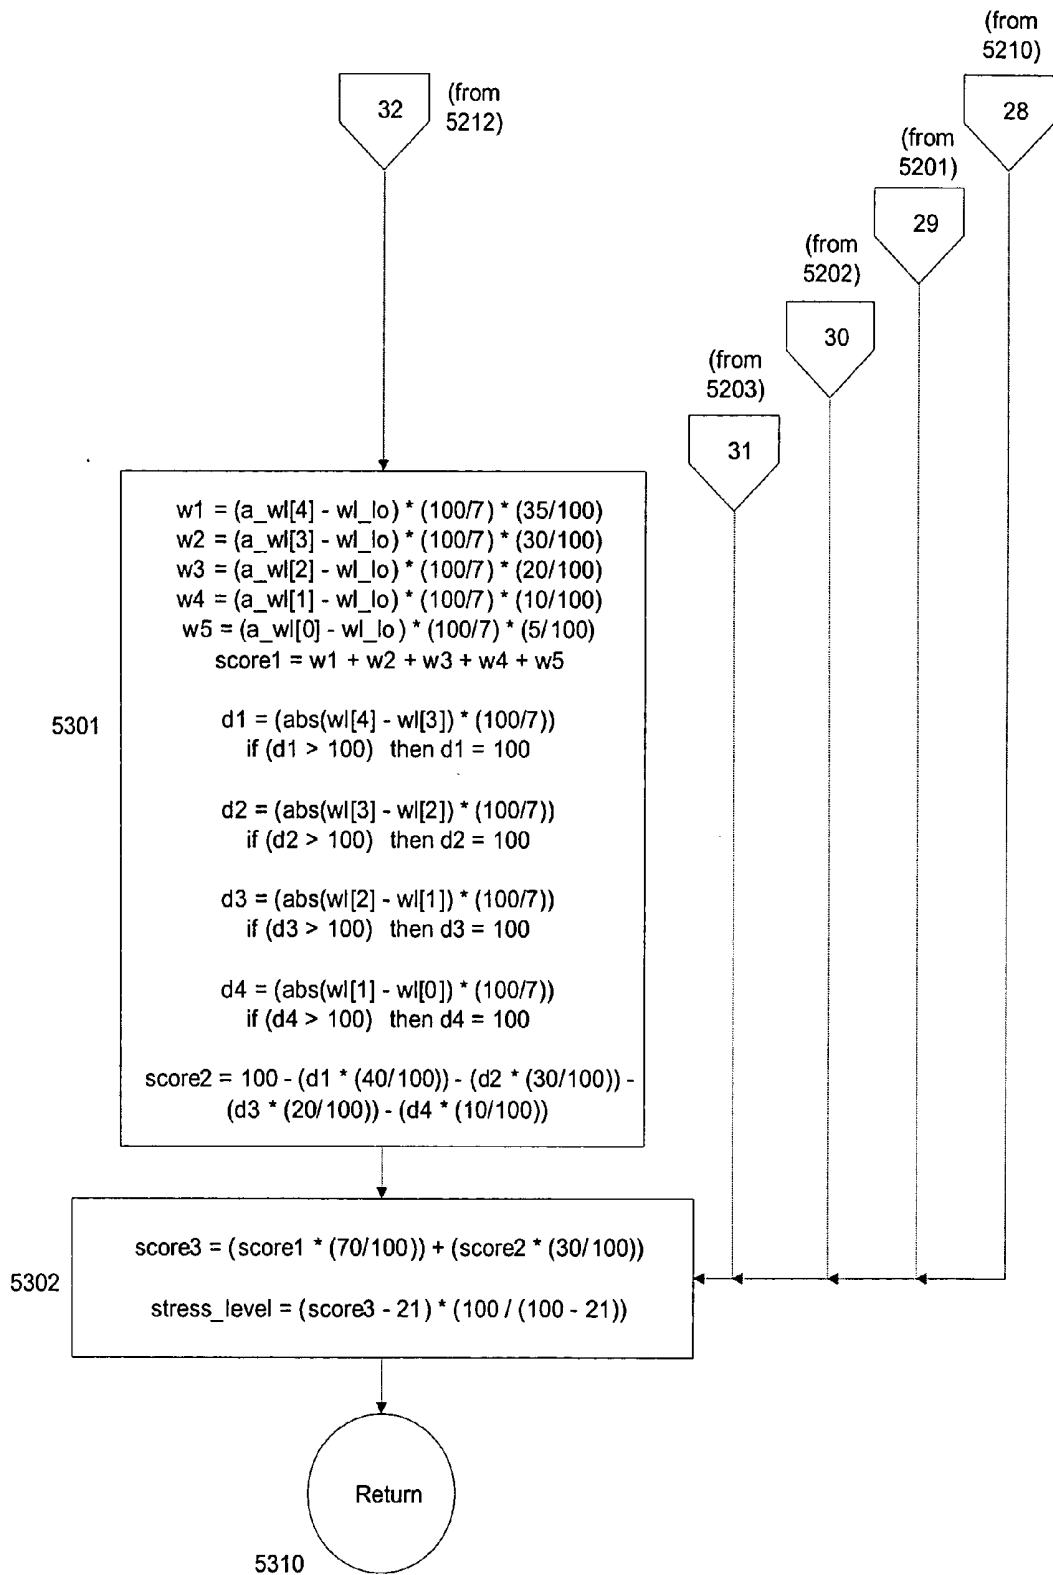 (from
5210)
32
(from
5212)
28
(from
5201)
29
(from
5202)
30
(from
5203)
31
w1 = (a_wl[4] - wl_lo) * (100/7) * (35/100)
w2 = (a_wl[3] - wl_lo) * (100/7) * (30/100)
w3 = (a_wl[2] - wl_lo) * (100/7) * (20/100)
w4 = (a_wl[1] - wl_lo) * (100/7) * (10/100)
w5 = (a_wl[0] - wl_lo) * (100/7) * (5/100)
score1 = w1 + w2 + w3 + w4 + w5
5301
d1 = (abs(wl[4] - wl[3]) * (100/7))
if (d1 > 100) then d1 = 100
d2 = (abs(wl[3] - wl[2]) * (100/7))
if (d2 > 100) then d2 = 100
d3 = (abs(wl[2] - wl[1]) * (100/7))
if (d3 > 100) then d3 = 100
d4 = (abs(wl[1] - wl[0]) * (100/7))
if (d4 > 100) then d4 = 100
score2 = 100 - (d1 * (40/100)) - (d2 * (30/100)) -
(d3 * (20/100)) - (d4 * (10/100))
score3 = (score1 * (70/100)) + (score2 * (30/100))
5302
stress_level = (score3 - 21) * (100 / (100 - 21))
Return
5310